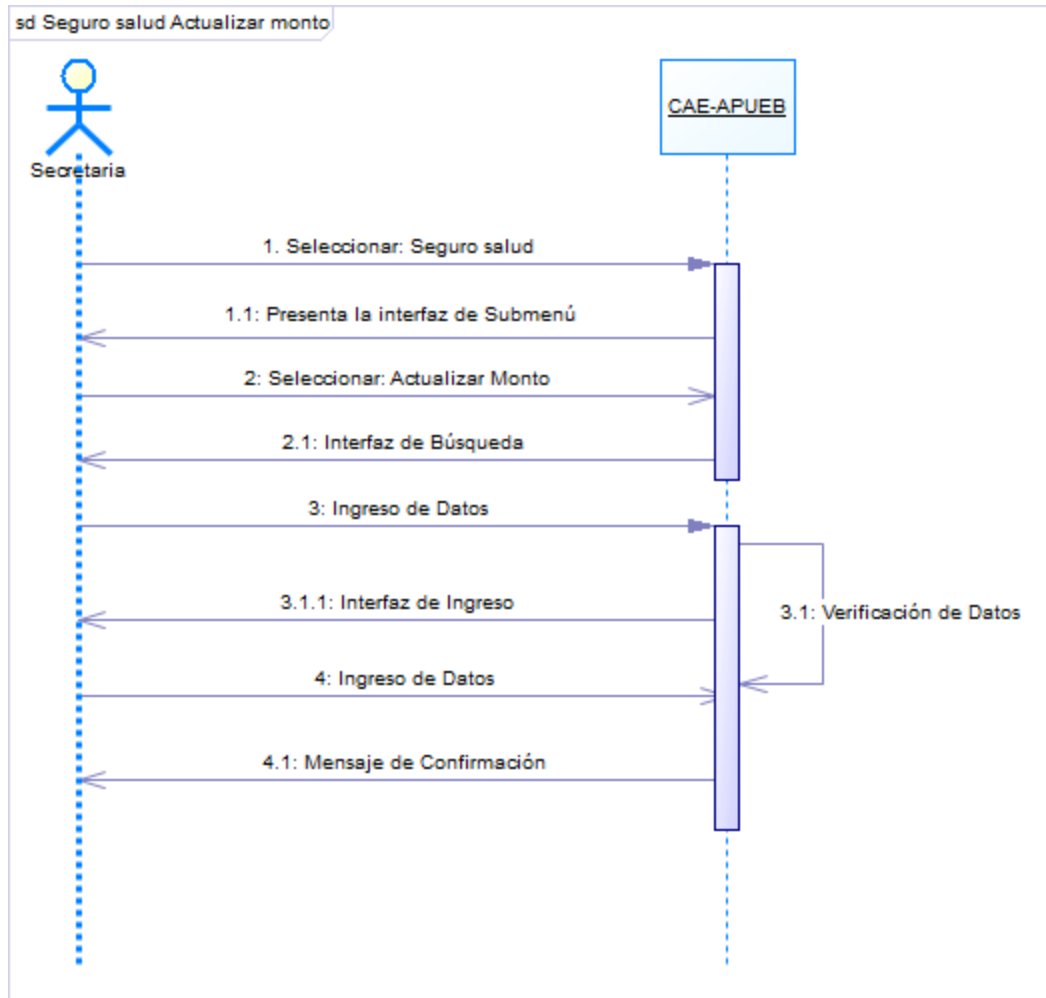 sd Seguro salud Actualizar monto
Secretaria
CAE-APUEB
1. Seleccionar: Seguro salud
1.1: Presenta la interfaz de Submenú
2: Seleccionar: Actualizar Monto
2.1: Interfaz de Búsqueda
3: Ingreso de Datos
3.1.1: Interfaz de Ingreso
3.1: Verificación de Datos
4: Ingreso de Datos
4.1: Mensaje de Confirmación